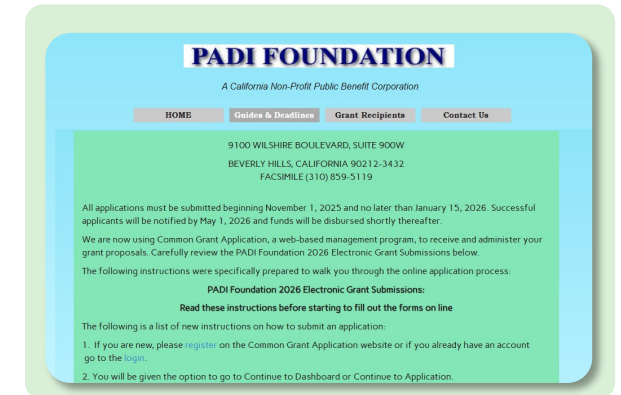 PADI FOUNDATION
A California Non-Profit Public Benefit Corporation
HOME Guides & Deadlines Grant Recipients Contact Us
9100 WILSHIRE BOULEVARD, SUITE 900W
BEVERLY HILLS, CALIFORNIA 90212-3432
FACSIMILE (310) 859-5119
All applications must be submitted beginning November 1, 2025 and no later than January 15, 2026. Successful
applicants will be notified by May 1, 2026 and funds will be disbursed shortly thereafter.
We are now using Common Grant Application, a web-based management program, to receive and administer your
grant proposals. Carefully review the PADI Foundation 2026 Electronic Grant Submissions below.
The following instructions were specifically prepared to walk you through the online application process:
PADI Foundation 2026 Electronic Grant Submissions:
Read these instructions before starting to fill out the forms on line
The following is a list of new instructions on how to submit an application:
1. If you are new, please register on the Common Grant Application website or if you already have an account
go to the login.
2. You will be given the option to go to Continue to Dashboard or Continue to Application.